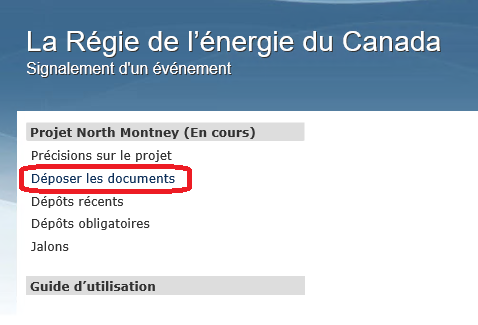 La Régie de l’énergie du Canada
Signalement d'un événement
Projet North Montney (En cours)
Précisions sur le projet
Déposer les documents
Dépôts récents
Dépôts obligatoires
Jalons
Guide d’utilisation